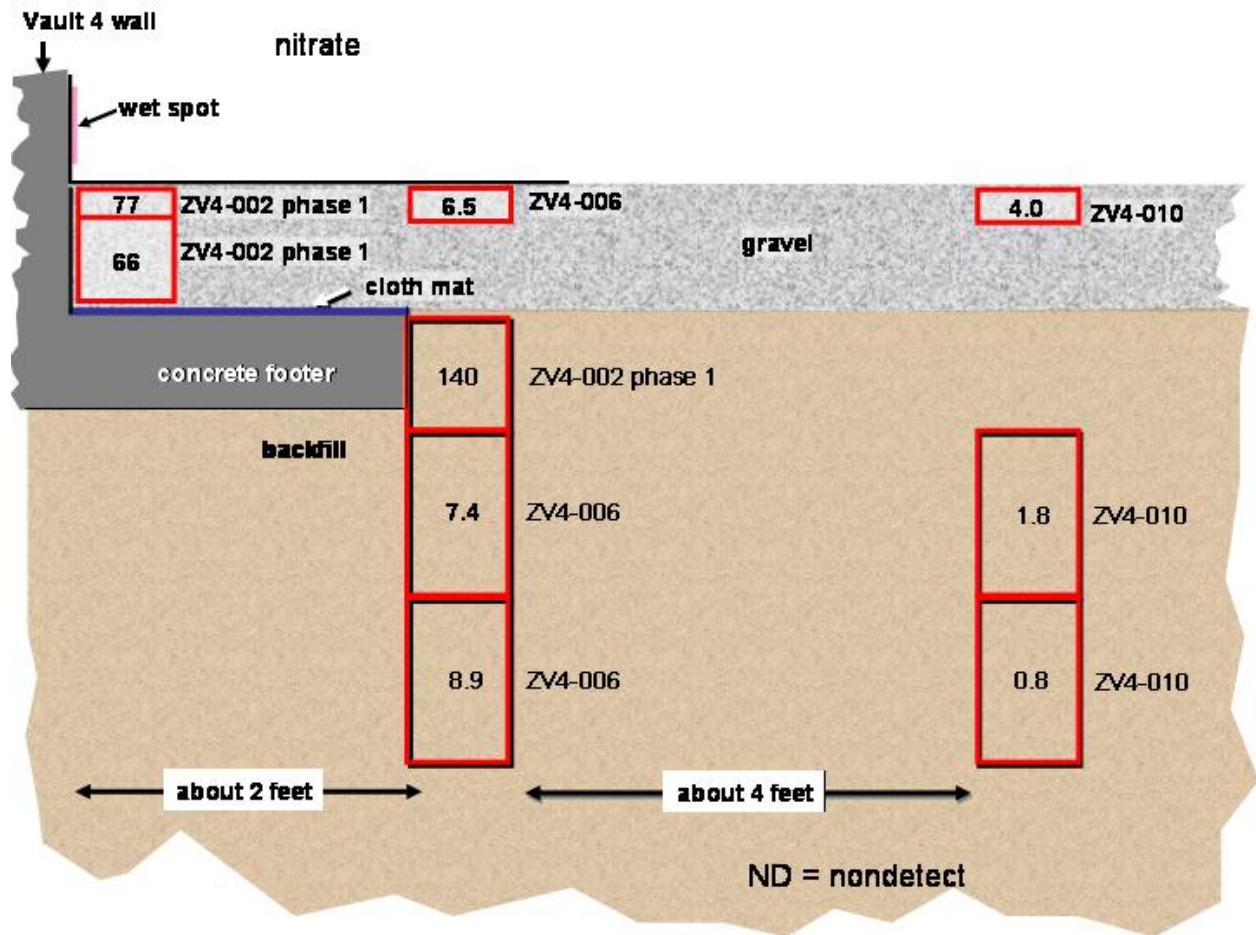 Vault 4 wall
nitrate
wet spot
77 ZV4-002 phase 1
6.5 ZV4-006
4.0 ZV4-010
66 ZV4-002 phase 1
gravel
cloth mat
concrete footer
140 ZV4-002 phase 1
backfill
7.4 ZV4-006
1.8 ZV4-010
8.9 ZV4-006
0.8 ZV4-010
about 2 feet
about 4 feet
ND = nondetect